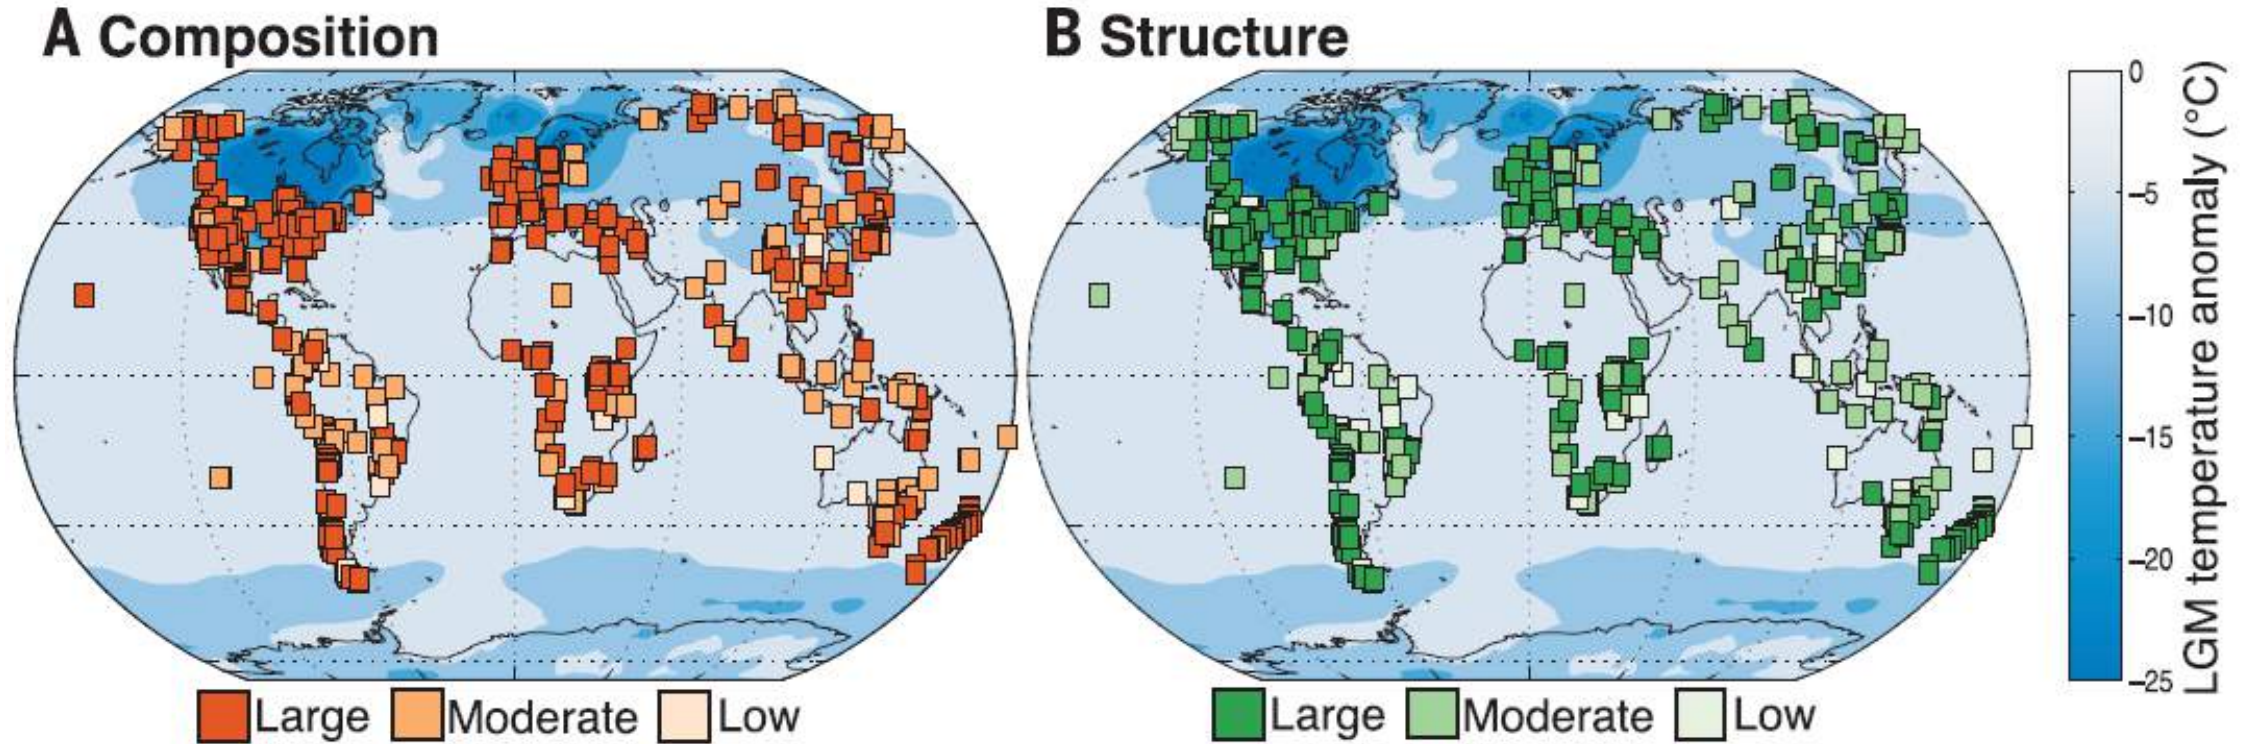 A Composition
B Structure
0
-5
-10
-15
-20
-25
LGM temperature anomaly (°C)
Large
Moderate
Low
Large
Moderate
Low